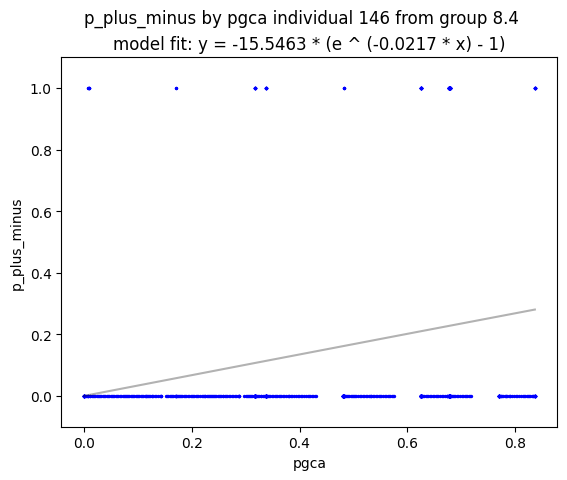 p_plus_minus by pgca individual 146 from group 8.4
model fit: y = -15.5463 * (e ^ (-0.0217 * x) - 1)
1.0
0.8
0.6
0.4
0.2
0.0
p_plus_minus
0.0 0.2 0.4 0.6 0.8
pgca